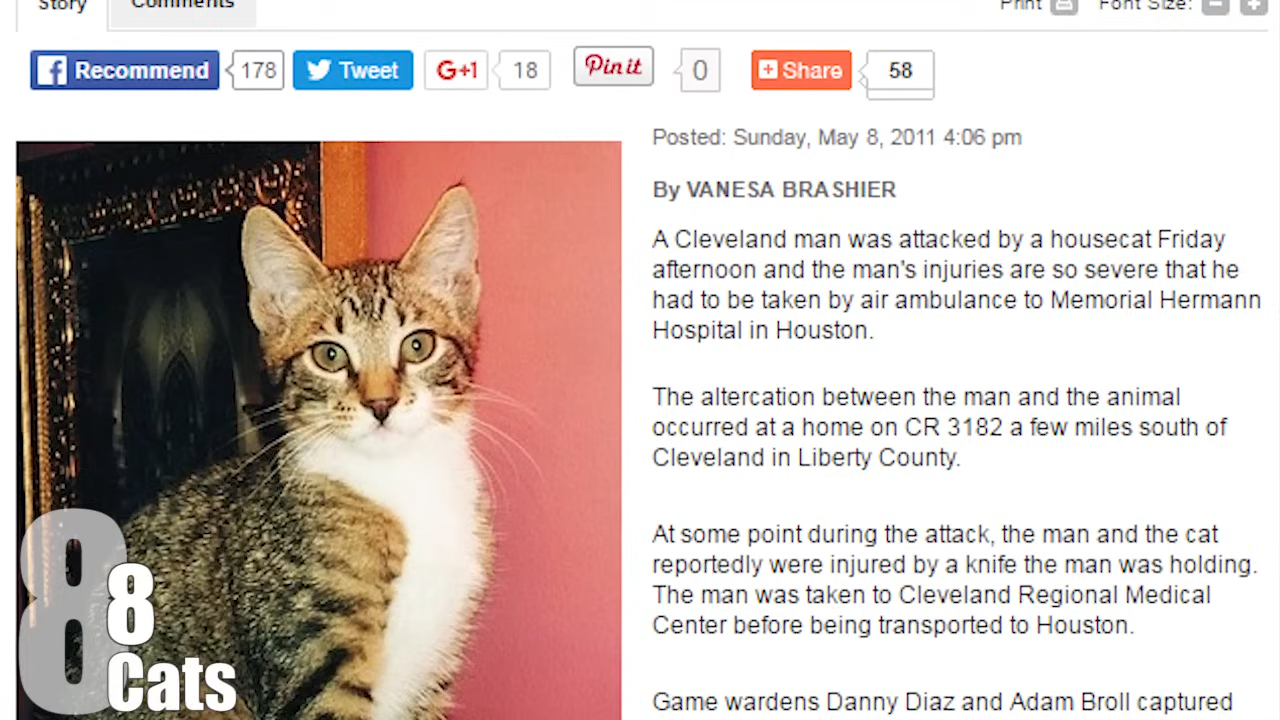 Story Comments Print Font Size:
Recommend 178 Tweet G+1 18 Pin it 0 Share 58
Posted: Sunday, May 8, 2011 4:06 pm
By VANESA BRASHIER
A Cleveland man was attacked by a housecat Friday
afternoon and the man's injuries are so severe that he
had to be taken by air ambulance to Memorial Hermann
Hospital in Houston.
The altercation between the man and the animal
occurred at a home on CR 3182 a few miles south of
Cleveland in Liberty County.
At some point during the attack, the man and the cat
reportedly were injured by a knife the man was holding.
The man was taken to Cleveland Regional Medical
Center before being transported to Houston.
Game wardens Danny Diaz and Adam Broll captured
8
8
Cats